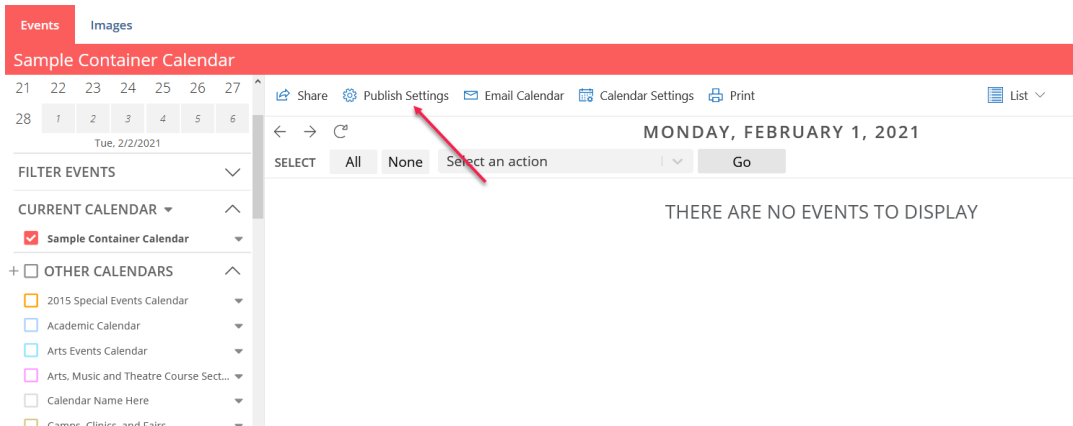 Events Images
Sample Container Calendar
21 22 23 24 25 26 27
28 1 2 3 4 5 6
Tue, 2/2/2021
FILTER EVENTS
CURRENT CALENDAR
Sample Container Calendar
+ OTHER CALENDARS
2015 Special Events Calendar
Academic Calendar
Arts Events Calendar
Arts, Music and Theatre Course Sect...
Calendar Name Here
Camps, Clinics, and Fairs
Share Publish Settings Email Calendar Calendar Settings Print List
MONDAY, FEBRUARY 1, 2021
SELECT All None Select an action Go
THERE ARE NO EVENTS TO DISPLAY